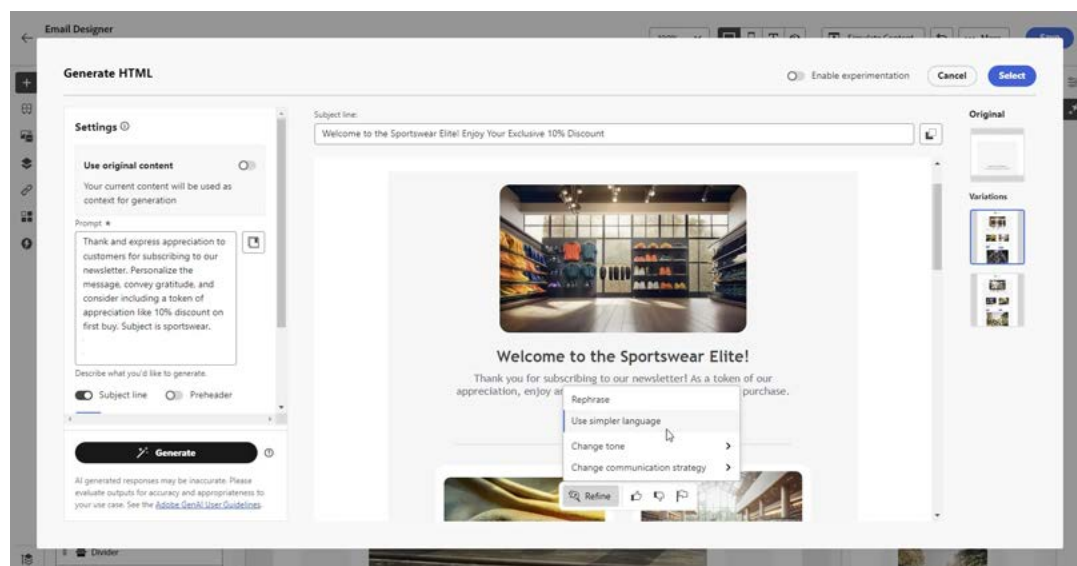 Email Designer
Simulate Content
More
Save
Generate HTML
Enable experimentation
Cancel
Select
Settings
Use original content
Your current content will be used as
context for generation
Prompt *
Thank and express appreciation to
customers for subscribing to our
newsletter. Personalize the
message, convey gratitude, and
consider including a token of
appreciation like 10% discount on
first buy. Subject is sportswear.
Describe what you'd like to generate.
Subject line
Preheader
Generate
AI generated responses may be inaccurate. Please
evaluate outputs for accuracy and appropriateness to
your use case. See the Adobe GenAI User Guidelines.
Subject line:
Welcome to the Sportswear Elite! Enjoy Your Exclusive 10% Discount
Welcome to the Sportswear Elite!
Thank you for subscribing to our newsletter! As a token of our
appreciation, enjoy purchase.
Rephrase
Use simpler language
Change tone
Change communication strategy
Refine
Original
Variations
Divider